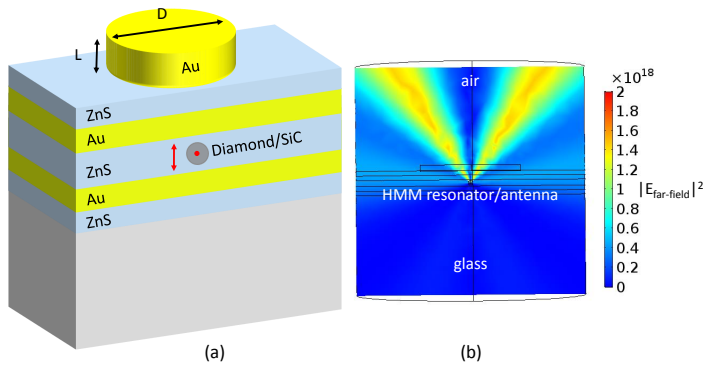 D
L
Au
ZnS
Au
ZnS
Diamond/SiC
Au
ZnS
(a)
air
HMM resonator/antenna
glass
(b)
×10¹⁸
2
1.8
1.6
1.4
1.2
1
0.8
0.6
0.4
0.2
0
|E_far-field|²